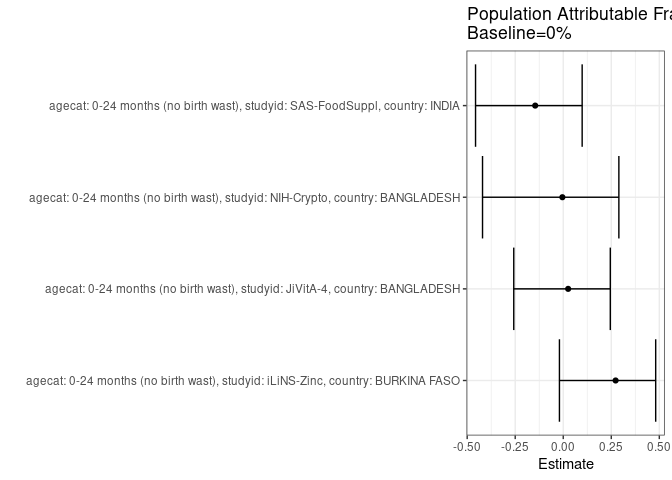 Population Attributable Fra
Baseline=0%
agecat: 0-24 months (no birth wast), studyid: SAS-FoodSuppl, country: INDIA
agecat: 0-24 months (no birth wast), studyid: NIH-Crypto, country: BANGLADESH
agecat: 0-24 months (no birth wast), studyid: JiVitA-4, country: BANGLADESH
agecat: 0-24 months (no birth wast), studyid: iLiNS-Zinc, country: BURKINA FASO
-0.50 -0.25 0.00 0.25 0.50
Estimate